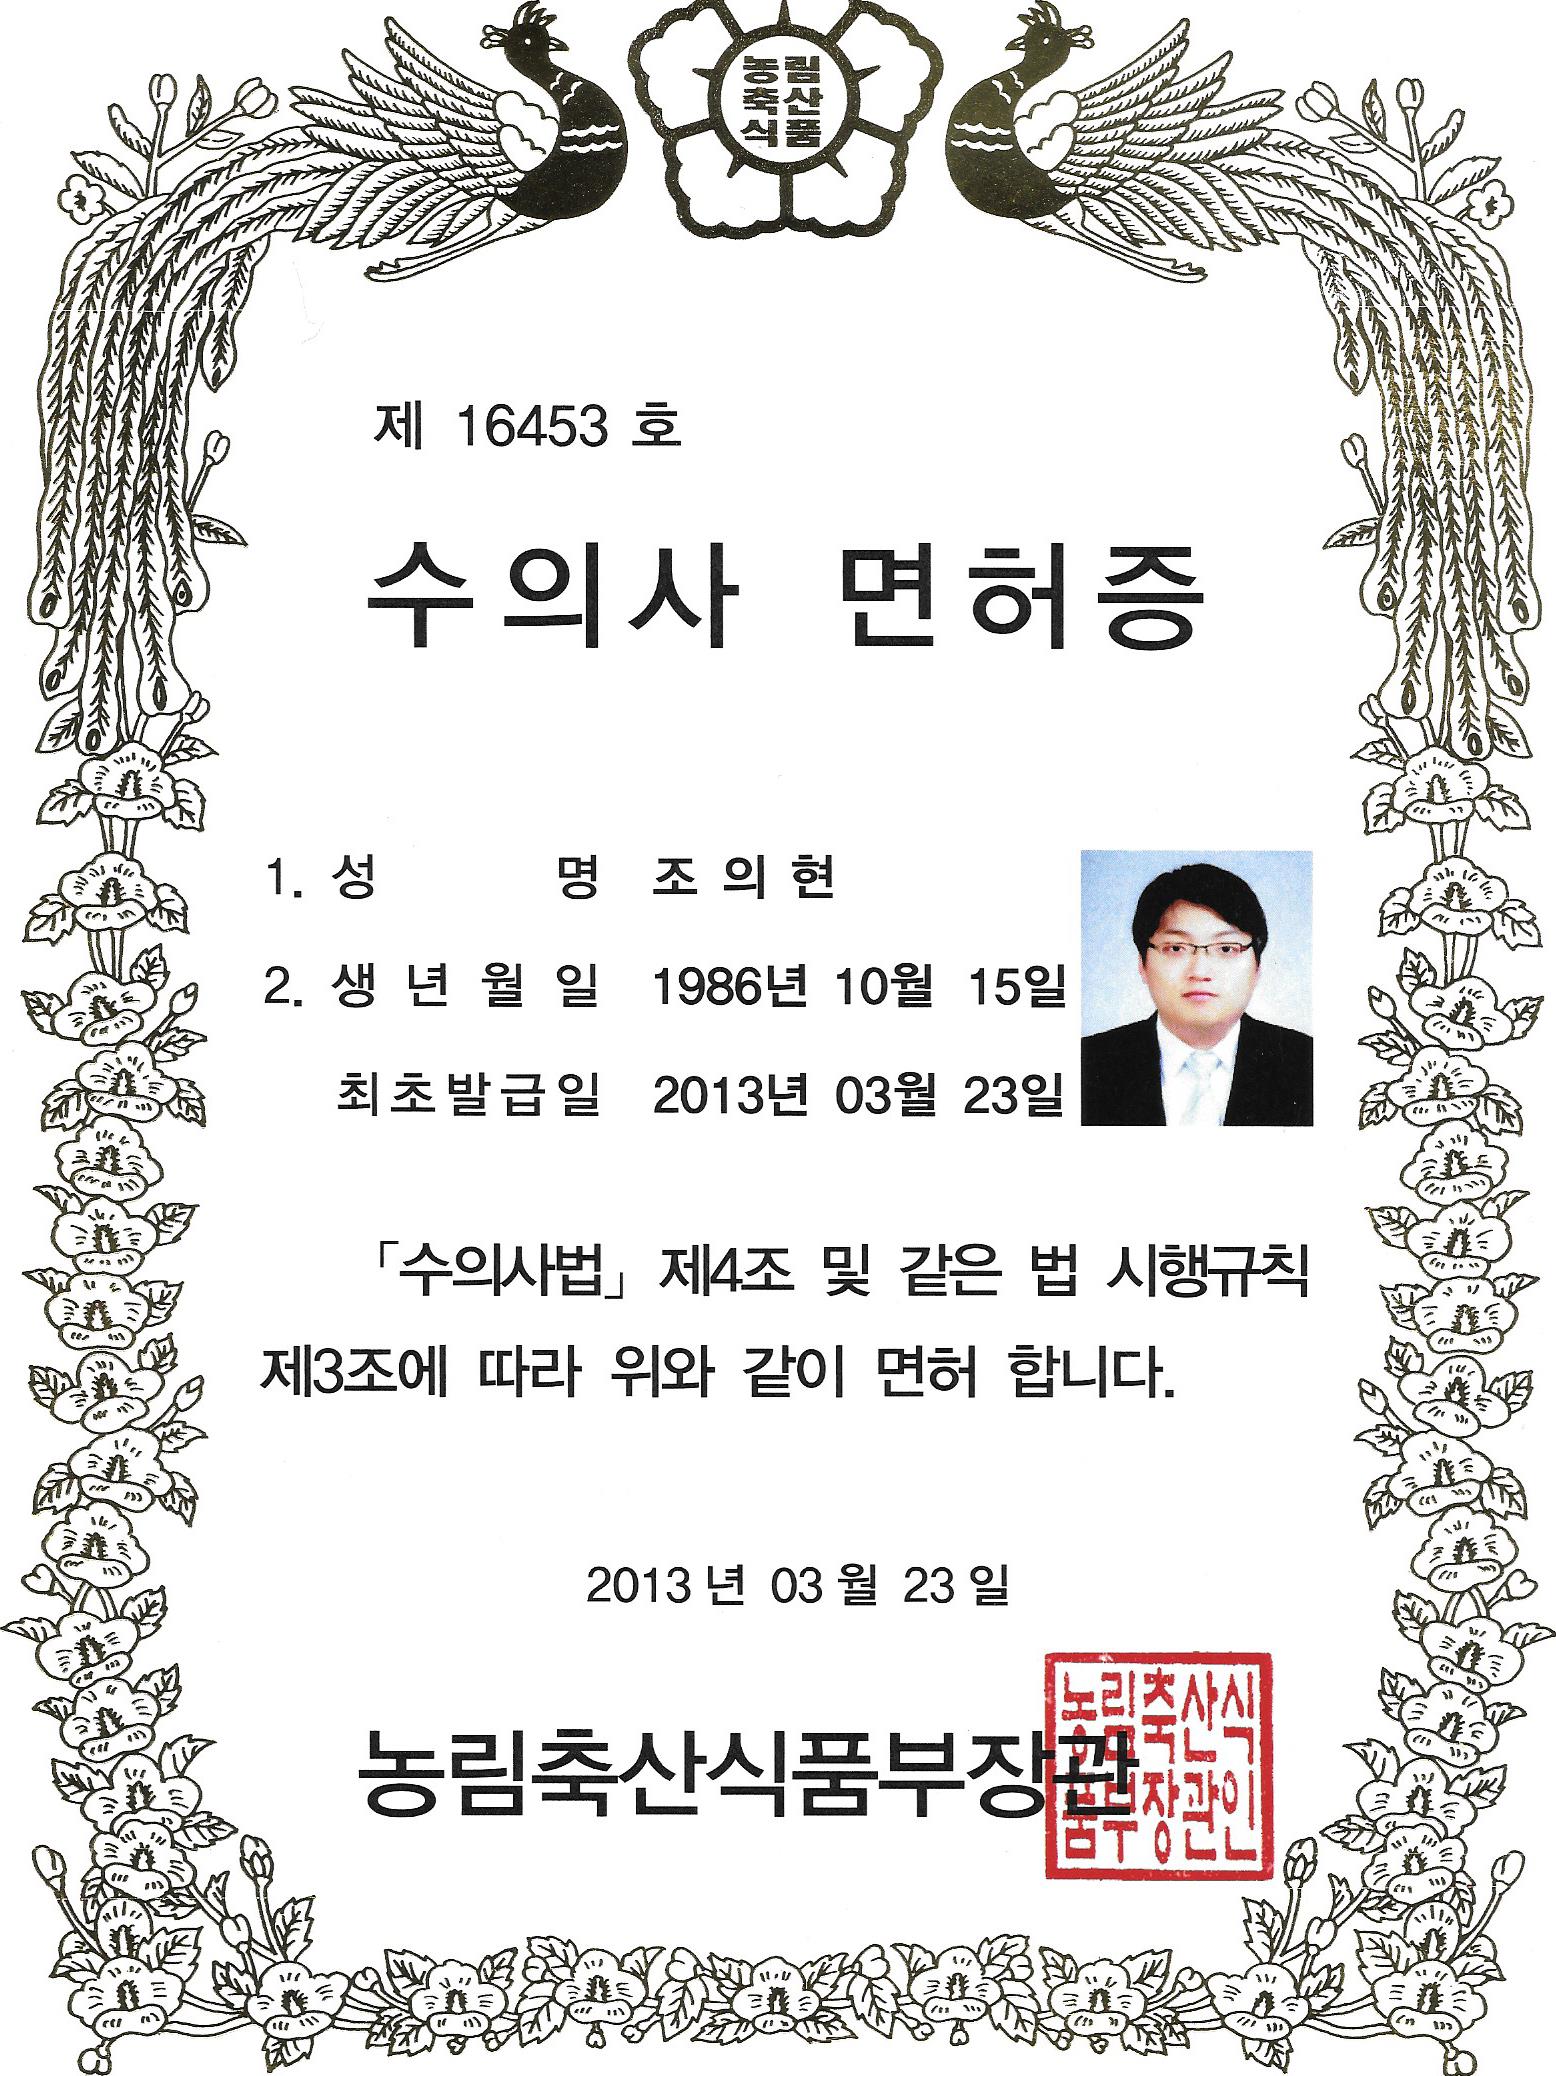 농림
축산
식품
제 16453 호
수의사 면허증
1. 성 명 조 의 현
2. 생 년 월 일 1986년 10월 15일
최초발급일 2013년 03월 23일
「수의사법」 제4조 및 같은 법 시행규칙
제3조에 따라 위와 같이 면허 합니다.
2013 년 03 월 23 일
농림축산식품부장관
농림축산식
품부장관인